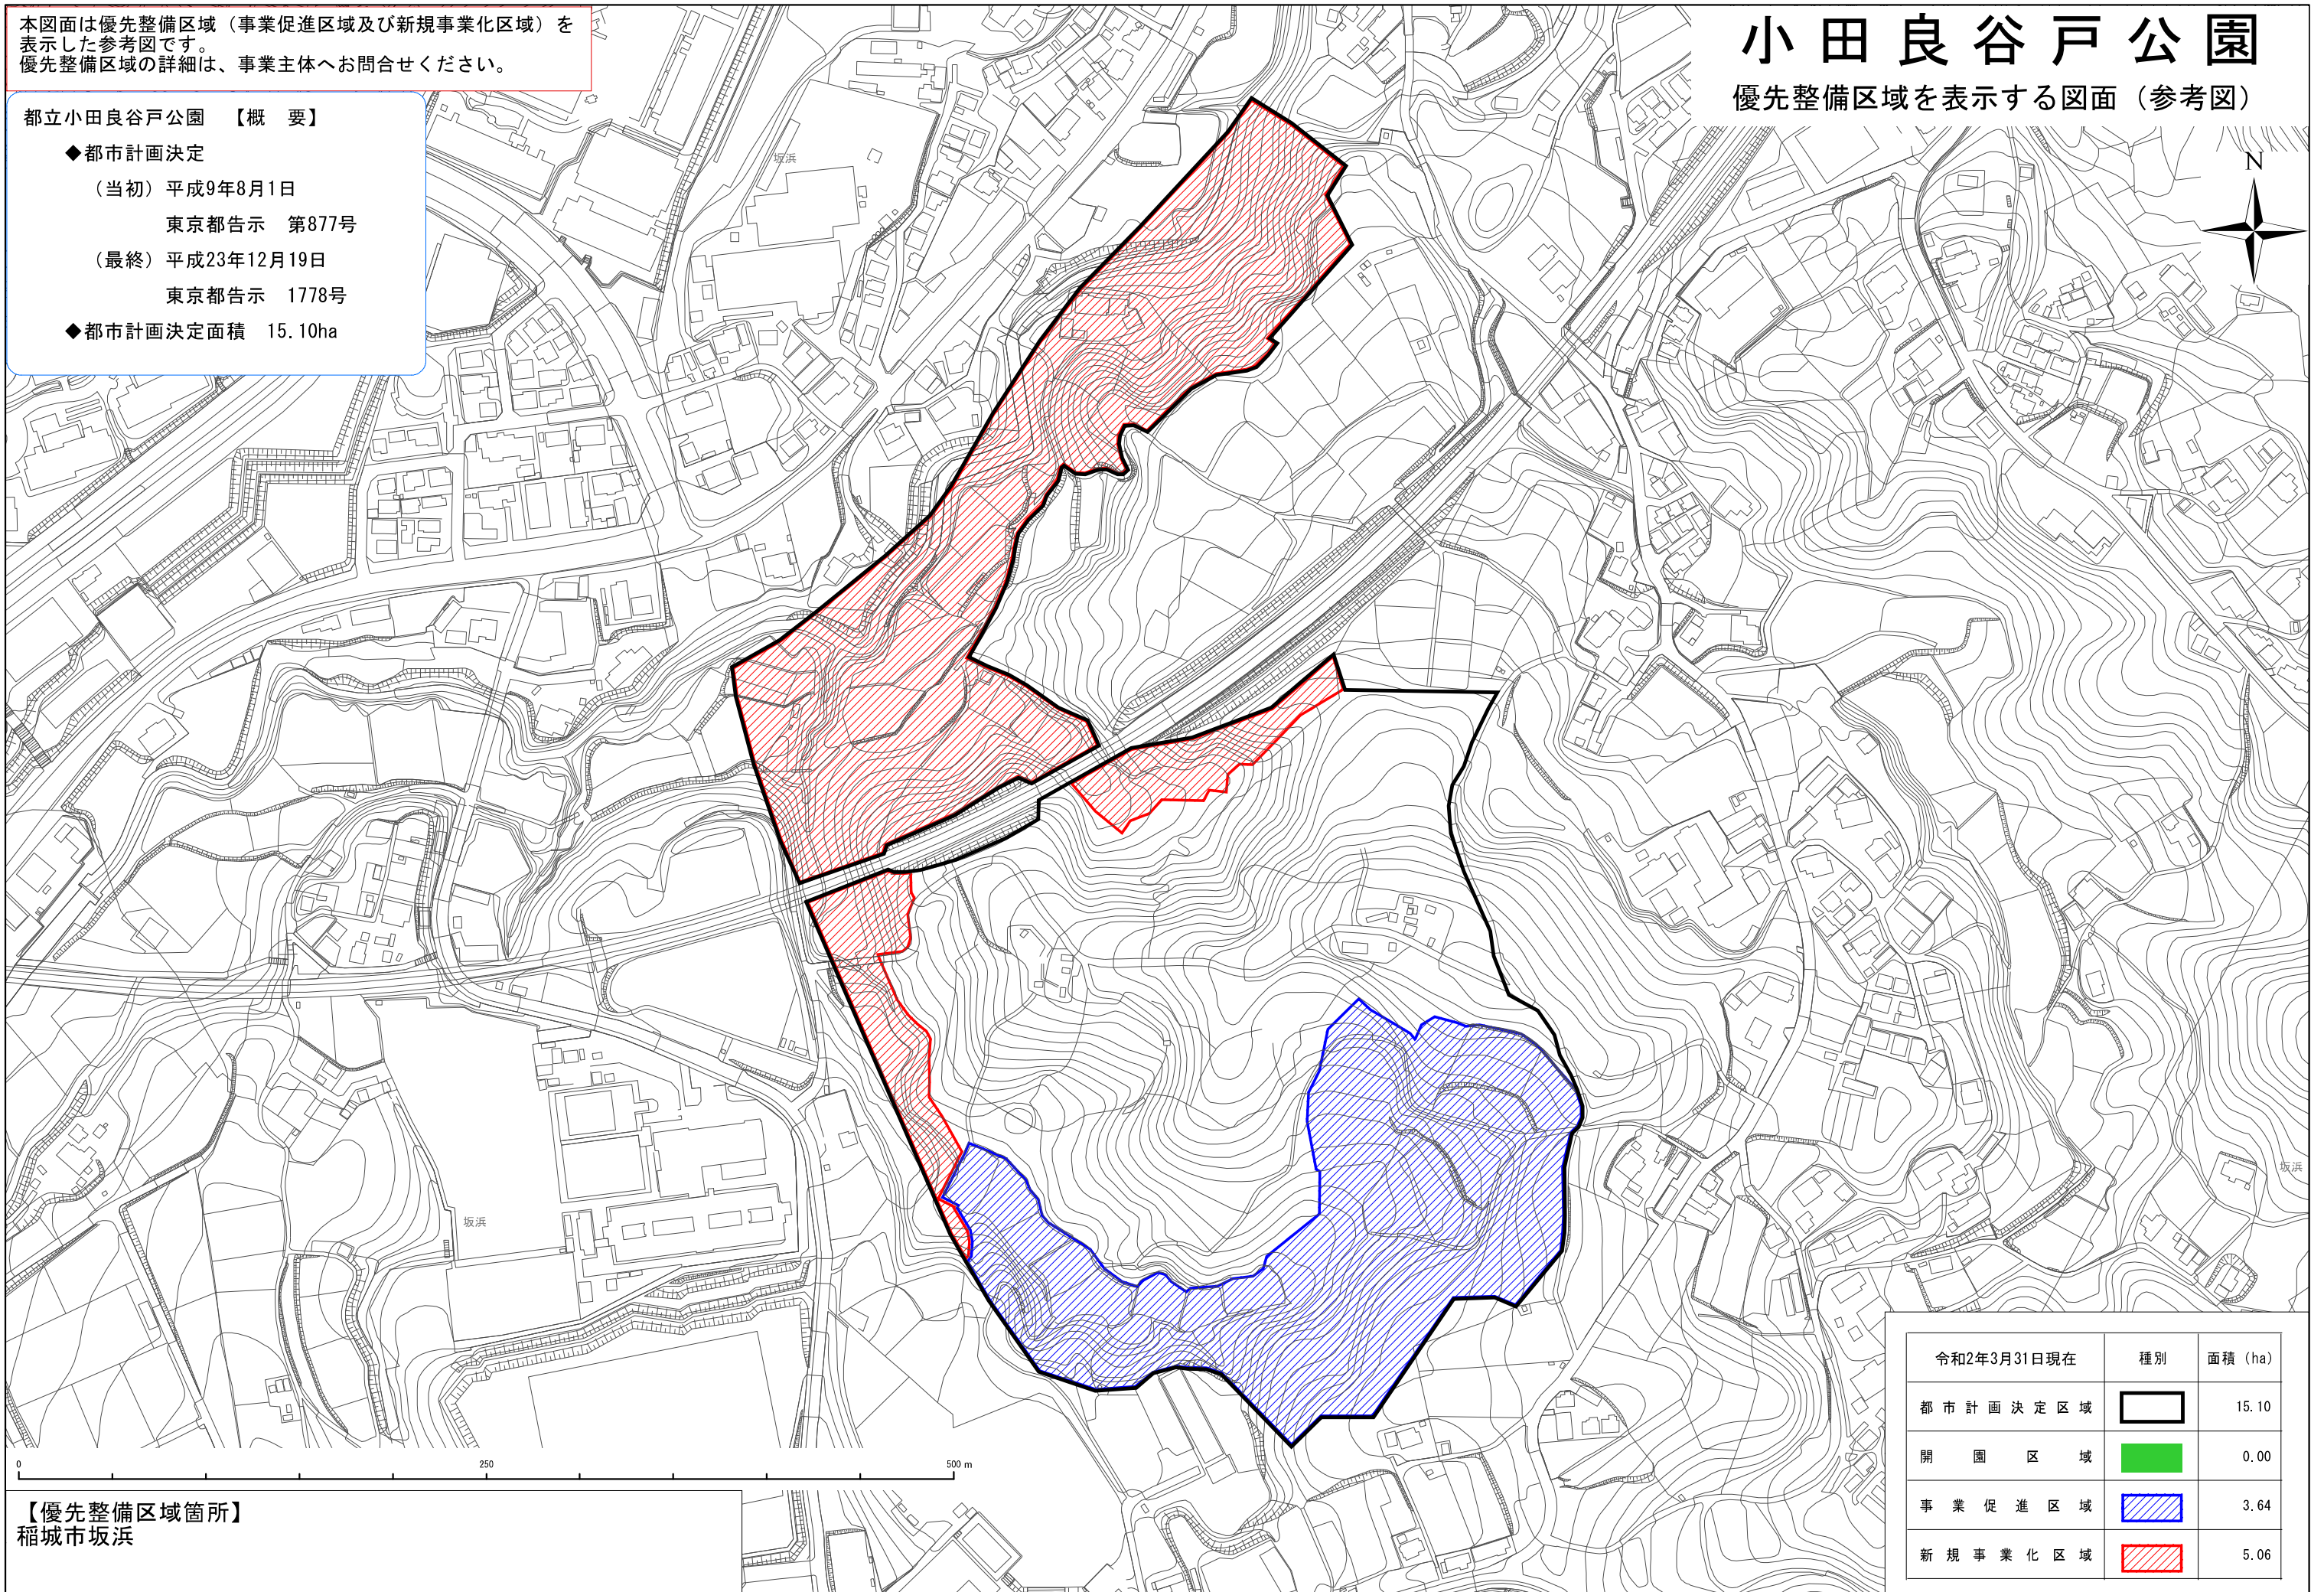 本図面は優先整備区域（事業促進区域及び新規事業化区域）を
表示した参考図です。
優先整備区域の詳細は、事業主体へお問合せください。
小田良谷戸公園
優先整備区域を表示する図面（参考図）
都立小田良谷戸公園　【概　要】
◆都市計画決定
（当初）平成9年8月1日
東京都告示　第877号
（最終）平成23年12月19日
東京都告示　1778号
◆都市計画決定面積　15.10ha
N
坂浜
坂浜
坂浜
0 250 500 m
【優先整備区域箇所】
稲城市坂浜
令和2年3月31日現在 種別 面積（ha）
都市計画決定区域 15.10
開園区域 0.00
事業促進区域 3.64
新規事業化区域 5.06